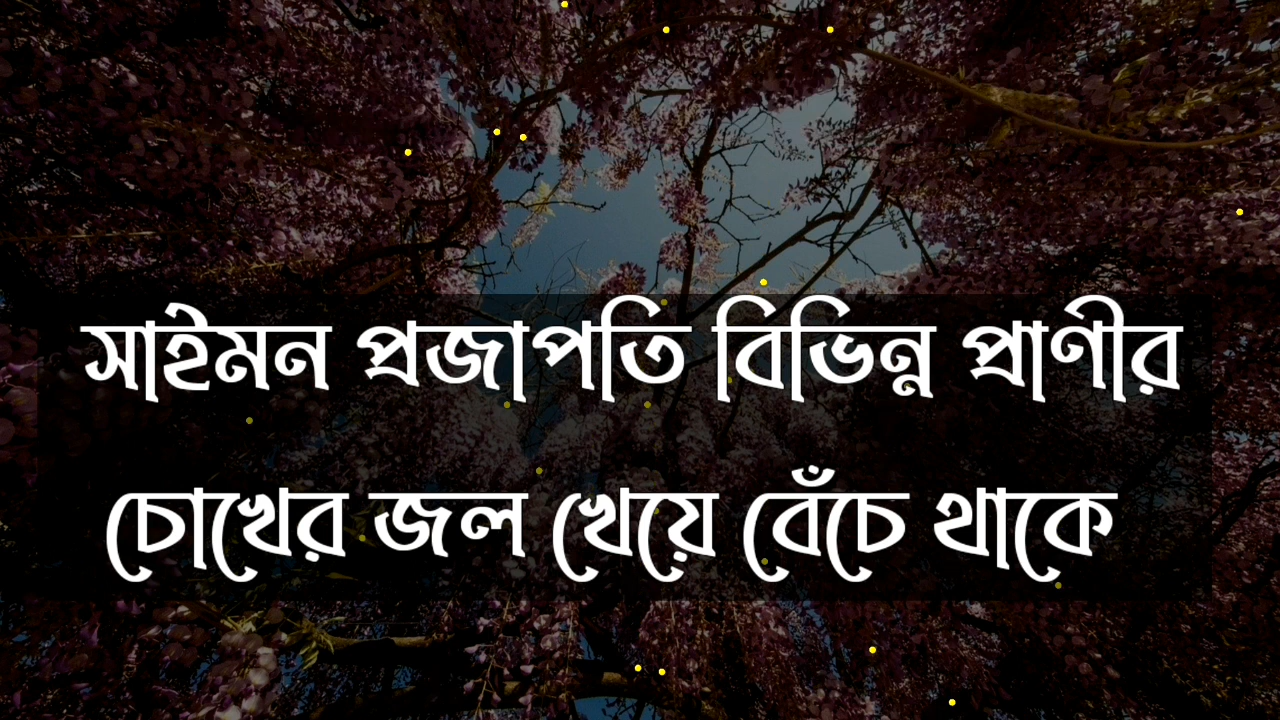 সাইমন প্রজাপতি বিভিন্ন প্রাণীর
চোখের জল খেয়ে বেঁচে থাকে